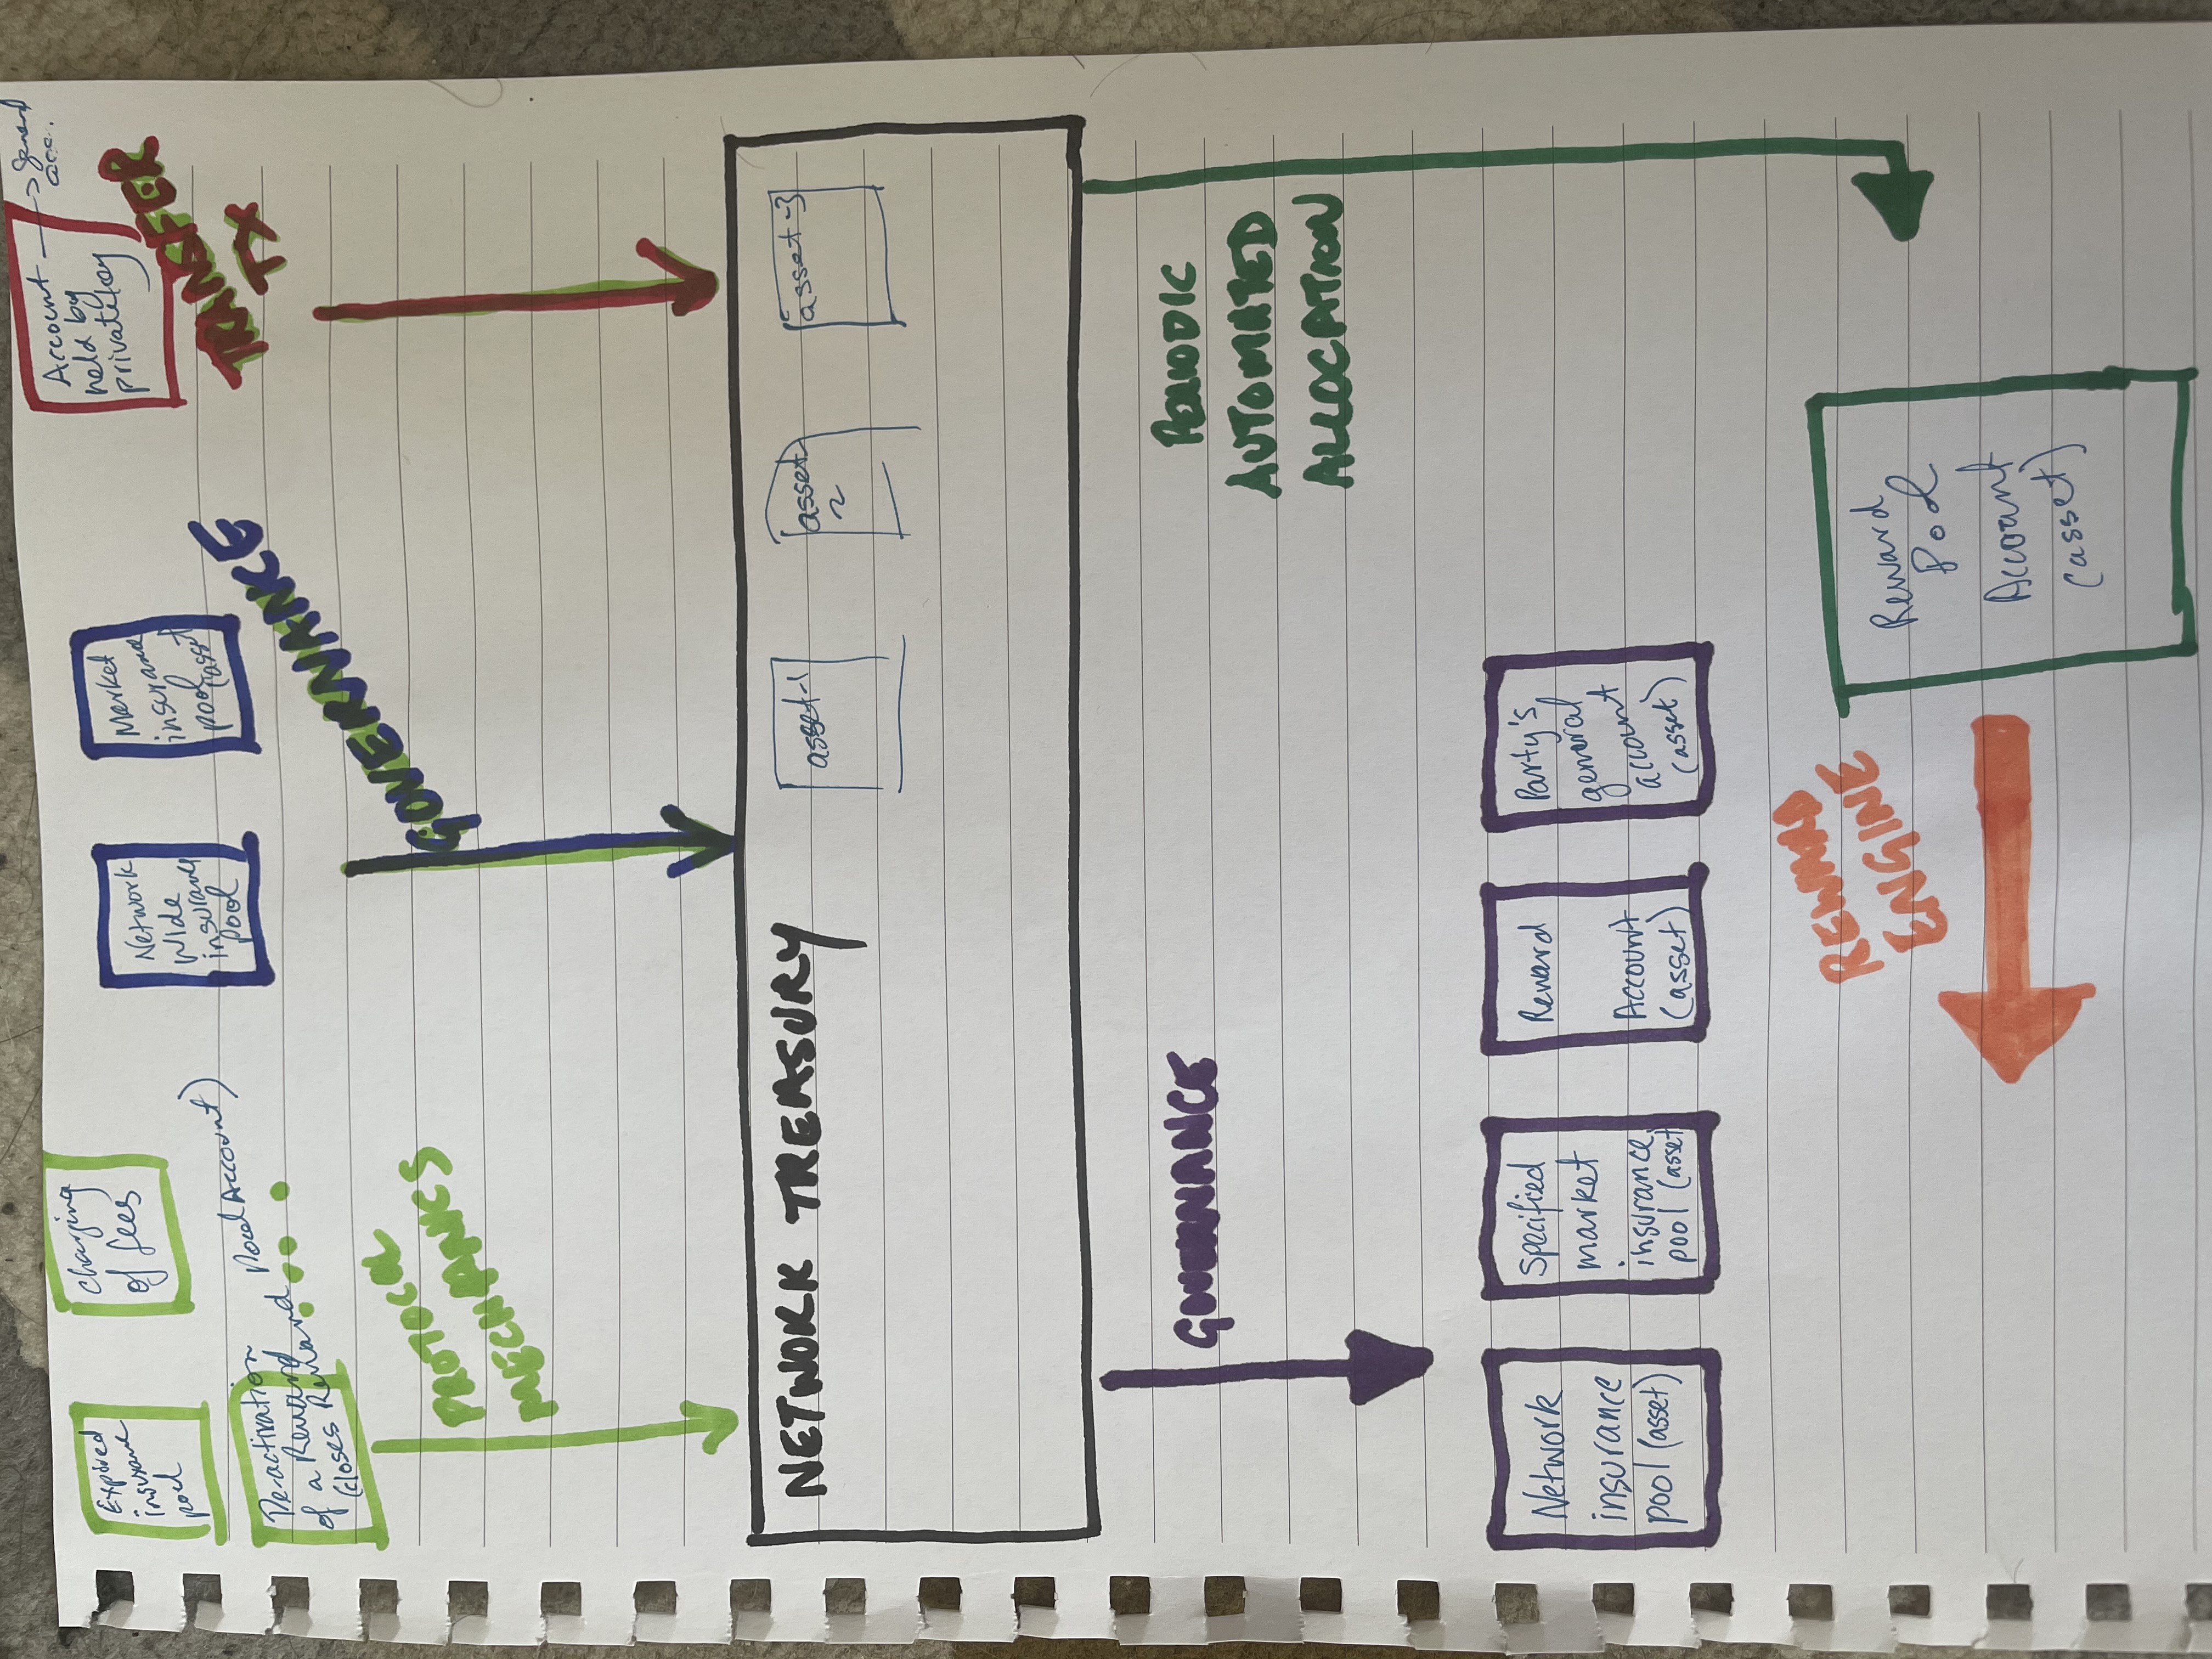 Expired
insurance
pool
charging
of fees
Network
Wide
insurance
pool
Market
insurance
pool
(asset
Account
held by
private key
general
acc.
TRANSFER
TX
De-activation
of a Reward
(closes Reward Pool Account)
PROTOCOL
MECHANICS
GOVERNANCE
NETWORK TREASURY
asset-1
asset
2
asset-3
GOVERNANCE
PERIODIC
AUTOMATED
ALLOCATION
Network
insurance
pool (asset)
Specified
market
insurance
pool (asset
Reward
Account
(asset)
Party's
general
account
(asset)
REWARD
ENGINE
Reward
Pool
Account
(asset)